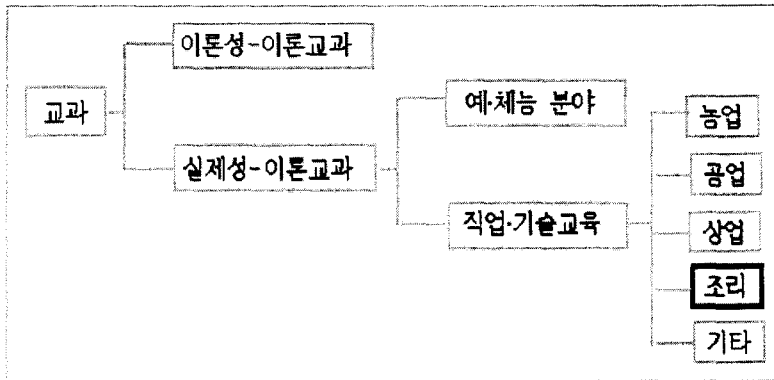 이론성-이론교과
교과
실제성-이론교과
예·체능 분야
직업·기술교육
농업
공업
상업
조리
기타